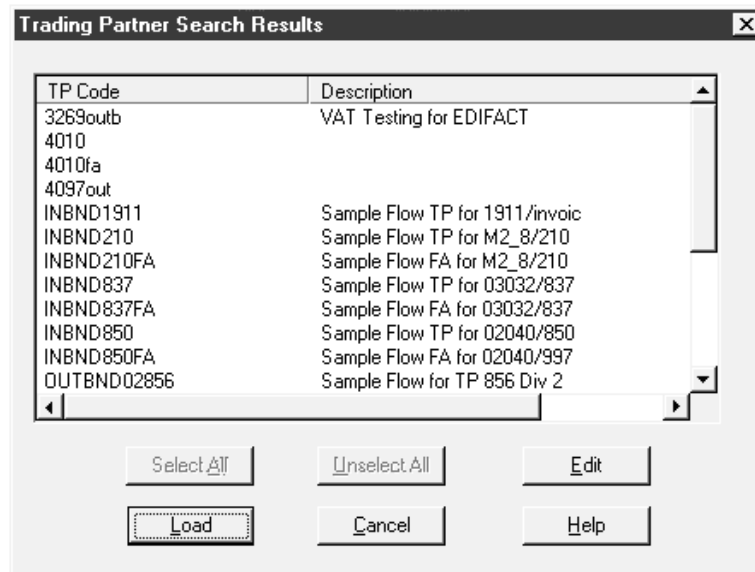 Trading Partner Search Results
TP Code Description
3269outb VAT Testing for EDIFACT
4010
4010fa
4097out
INBND1911 Sample Flow TP for 1911/invoic
INBND210 Sample Flow TP for M2_8/210
INBND210FA Sample Flow FA for M2_8/210
INBND837 Sample Flow TP for 03032/837
INBND837FA Sample Flow FA for 03032/837
INBND850 Sample Flow TP for 02040/850
INBND850FA Sample Flow FA for 02040/997
OUTBND02856 Sample Flow for TP 856 Div 2
Select All Unselect All Edit
Load Cancel Help